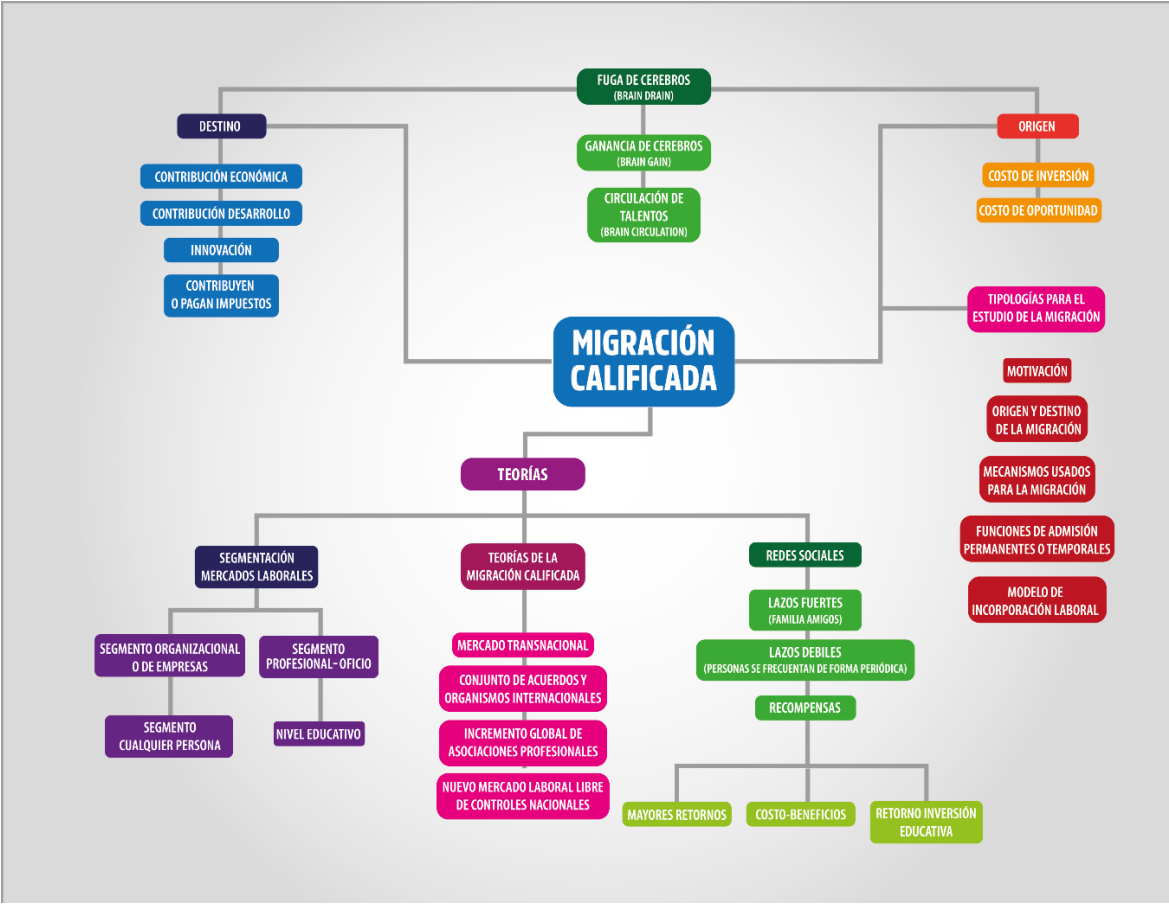 FUGA DE CEREBROS
(BRAIN DRAIN)
DESTINO
ORIGEN
GANANCIA DE CEREBROS
(BRAIN GAIN)
CONTRIBUCIÓN ECONÓMICA
COSTO DE INVERSIÓN
CIRCULACIÓN DE
TALENTOS
(BRAIN CIRCULATION)
CONTRIBUCIÓN DESARROLLO
COSTO DE OPORTUNIDAD
INNOVACIÓN
CONTRIBUYEN
O PAGAN IMPUESTOS
TIPOLOGÍAS PARA EL
ESTUDIO DE LA MIGRACIÓN
MIGRACIÓN
CALIFICADA
MOTIVACIÓN
ORIGEN Y DESTINO
DE LA MIGRACIÓN
MECANISMOS USADOS
PARA LA MIGRACIÓN
FUNCIONES DE ADMISIÓN
PERMANENTES O TEMPORALES
MODELO DE
INCORPORACIÓN LABORAL
TEORÍAS
SEGMENTACIÓN
MERCADOS LABORALES
SEGMENTO ORGANIZACIONAL
O DE EMPRESAS
SEGMENTO
PROFESIONAL-OFICIO
SEGMENTO
CUALQUIER PERSONA
NIVEL EDUCATIVO
TEORÍAS DE LA
MIGRACIÓN CALIFICADA
MERCADO TRANSNACIONAL
CONJUNTO DE ACUERDOS Y
ORGANISMOS INTERNACIONALES
INCREMENTO GLOBAL DE
ASOCIACIONES PROFESIONALES
NUEVO MERCADO LABORAL LIBRE
DE CONTROLES NACIONALES
REDES SOCIALES
LAZOS FUERTES
(FAMILIA AMIGOS)
LAZOS DEBILES
(PERSONAS SE FRECUENTAN DE FORMA PERIÓDICA)
RECOMPENSAS
MAYORES RETORNOS
COSTO-BENEFICIOS
RETORNO INVERSIÓN
EDUCATIVA